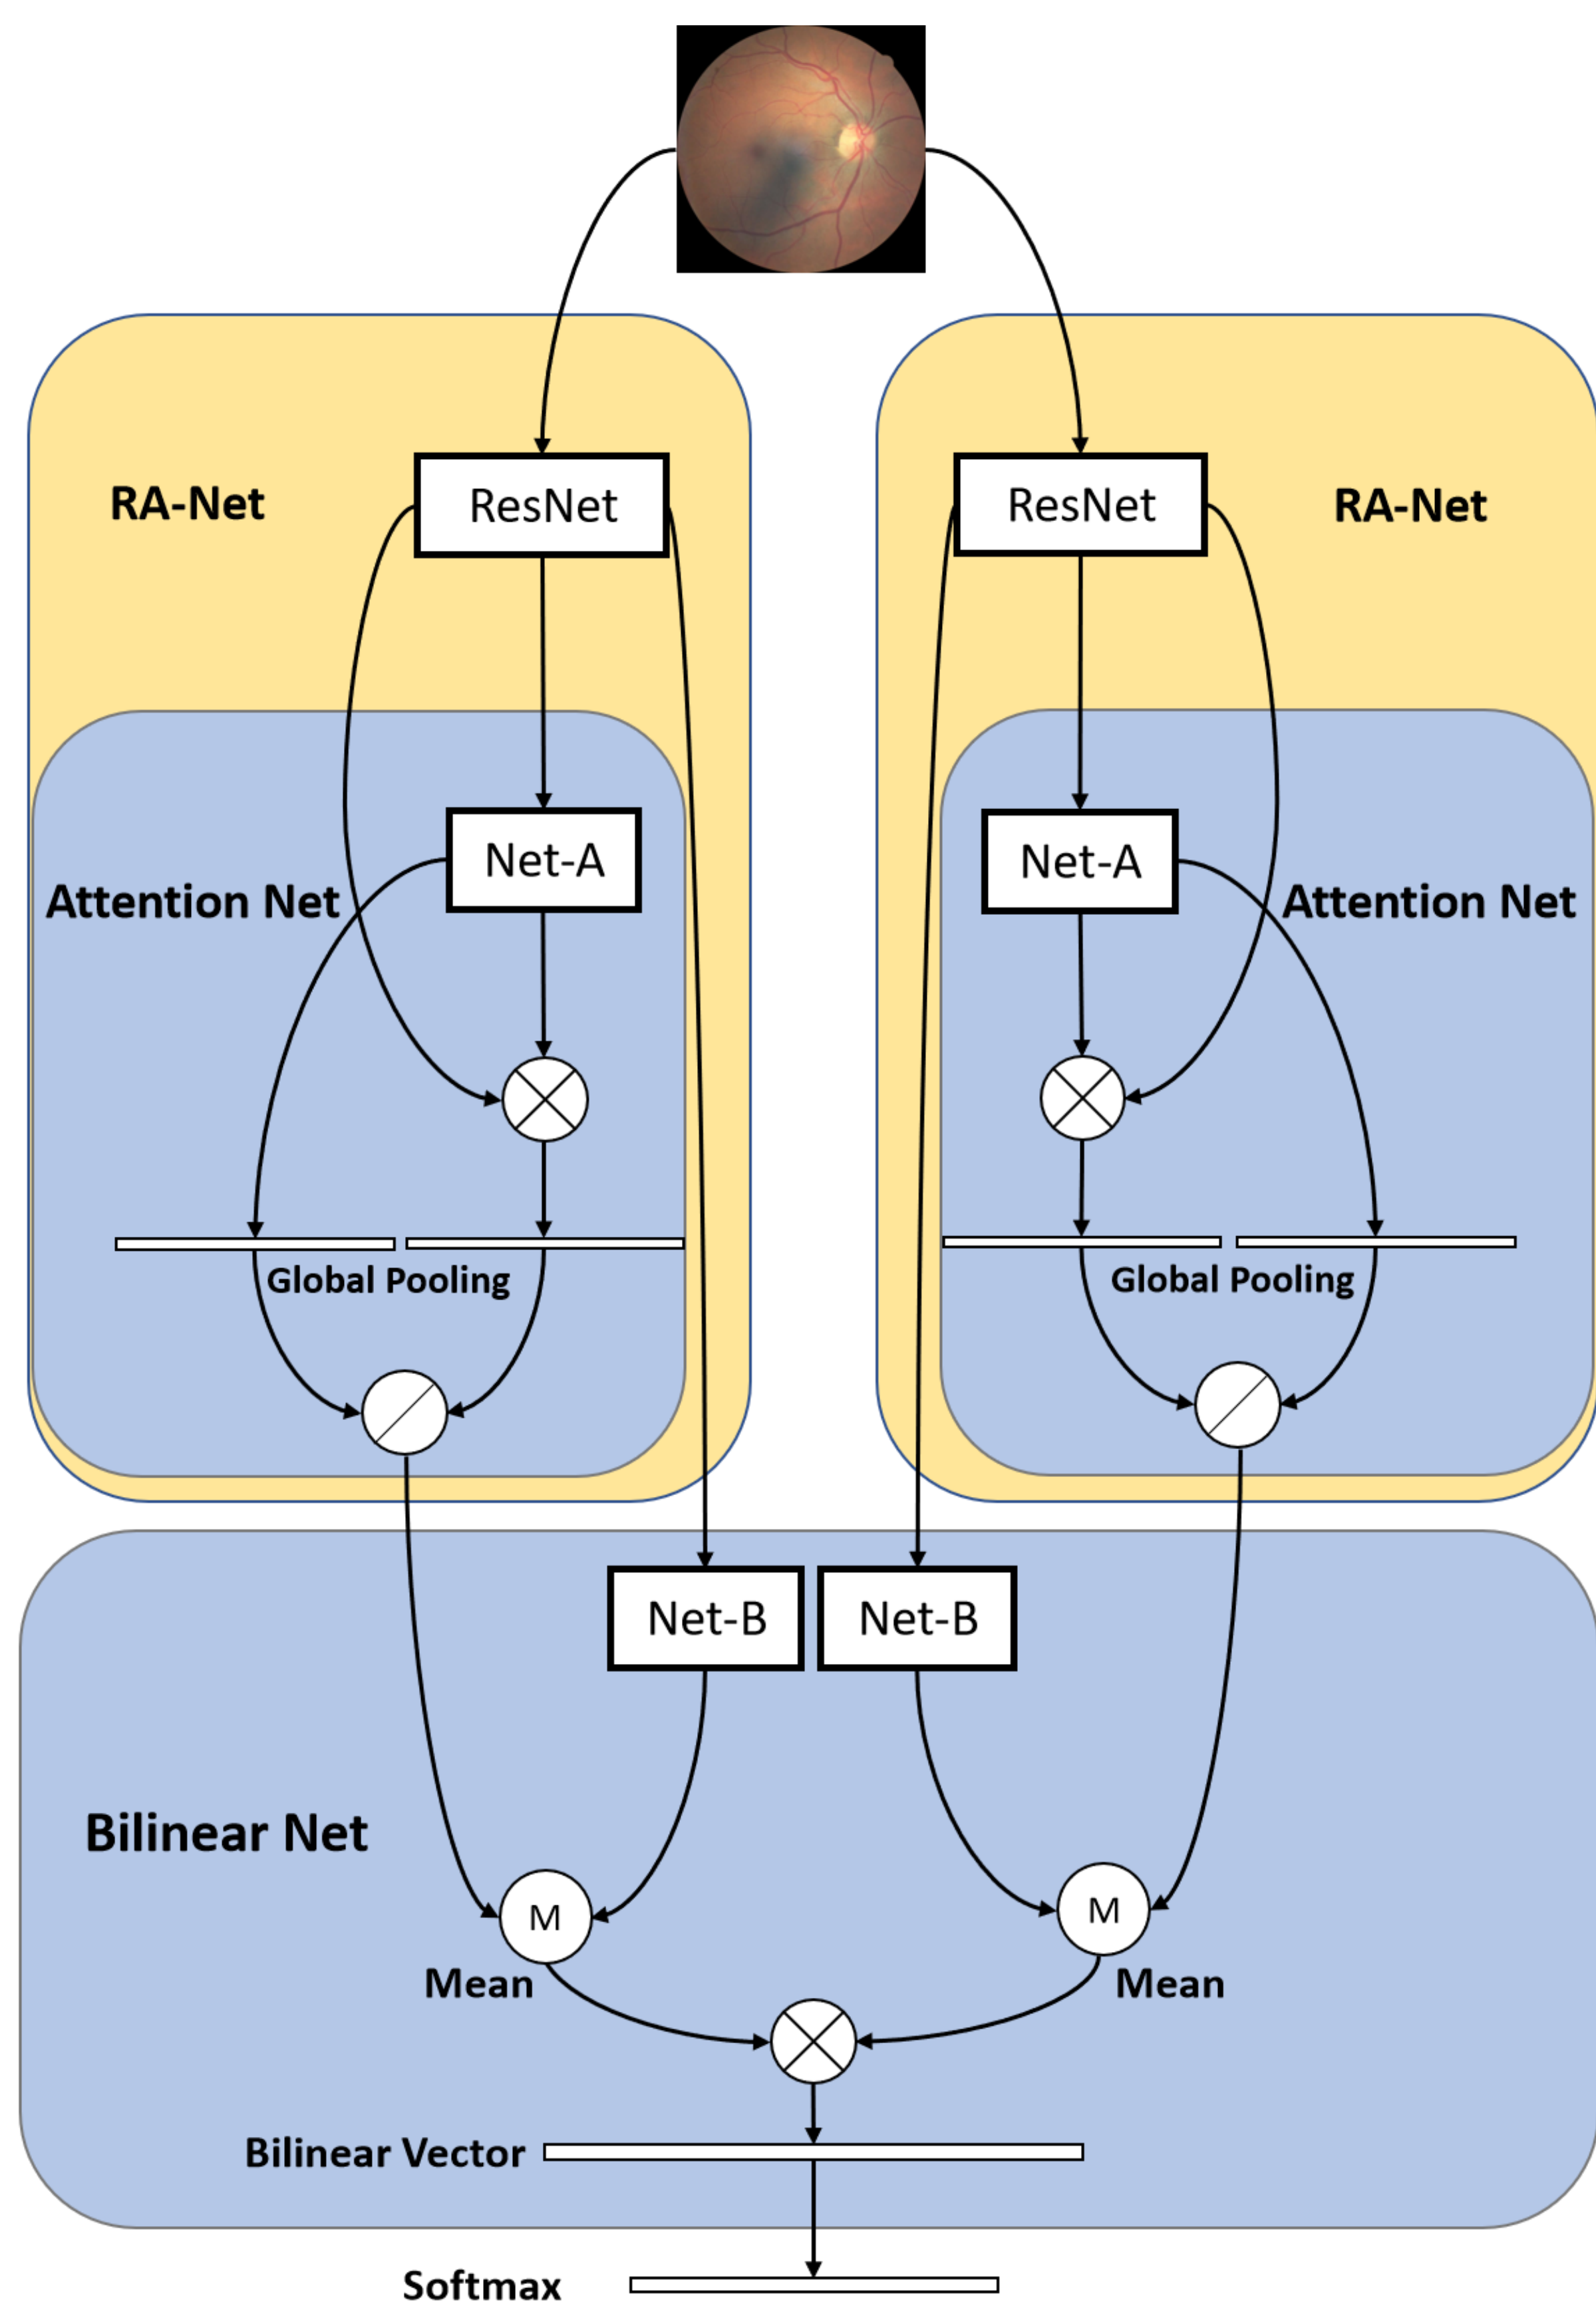 RA-Net
ResNet
ResNet
RA-Net
Net-A
Net-A
Attention Net
Attention Net
Global Pooling
Global Pooling
Net-B
Net-B
Bilinear Net
M
M
Mean
Mean
Bilinear Vector
Softmax